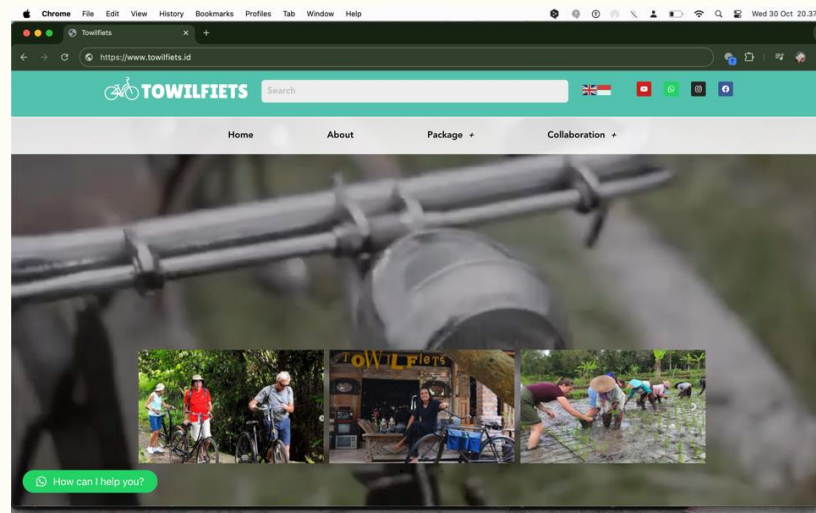 Chrome File Edit View History Bookmarks Profiles Tab Window Help Wed 30 Oct 20.37
Towilfiets
https://www.towilfiets.id
TOWILFIETS Search
Home About Package + Collaboration +
TOWILFIETS
How can I help you?